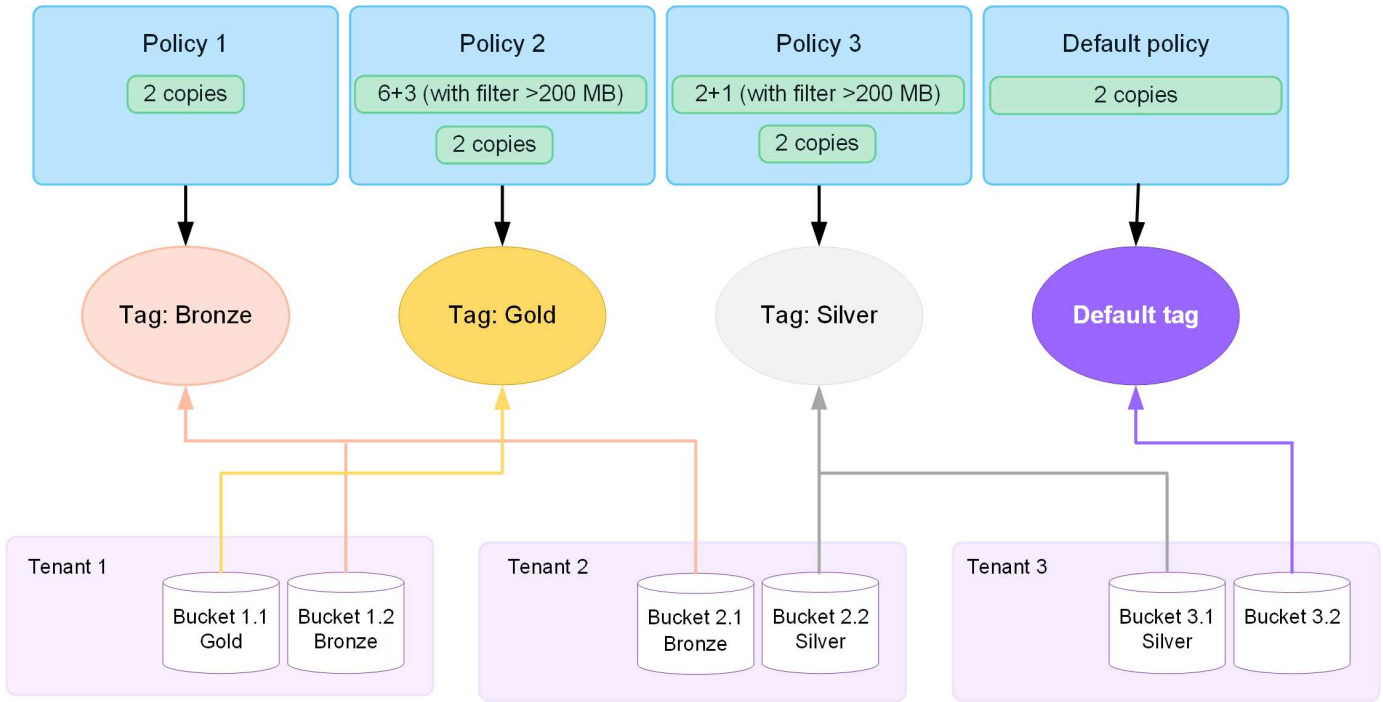 Policy 1
2 copies
Policy 2
6+3 (with filter >200 MB)
2 copies
Policy 3
2+1 (with filter >200 MB)
2 copies
Default policy
2 copies
Tag: Bronze
Tag: Gold
Tag: Silver
Default tag
Tenant 1
Bucket 1.1
Gold
Bucket 1.2
Bronze
Tenant 2
Bucket 2.1
Bronze
Bucket 2.2
Silver
Tenant 3
Bucket 3.1
Silver
Bucket 3.2